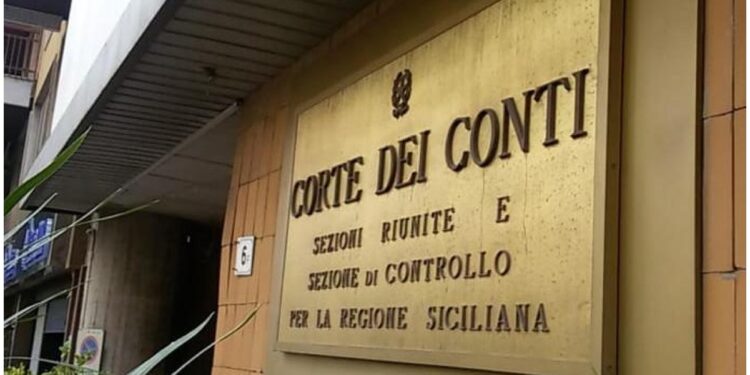 CORTE DEI CONTI
SEZIONI RIUNITE E
SEZIONE DI CONTROLLO
PER LA REGIONE SICILIANA
6